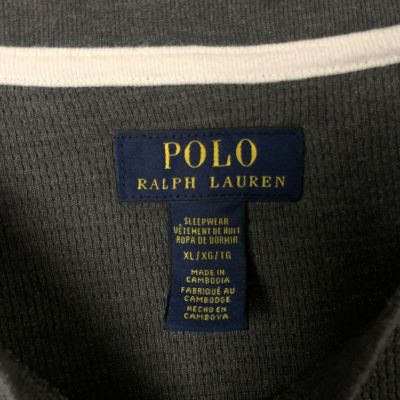 POLO
RALPH LAUREN
SLEEPWEAR
VÊTEMENT DE NUIT
ROPA DE DORMIR
XL/XG/TG
MADE IN
CAMBODIA
FABRIQUÉ AU
CAMBODGE
HECHO EN
CAMBOYA